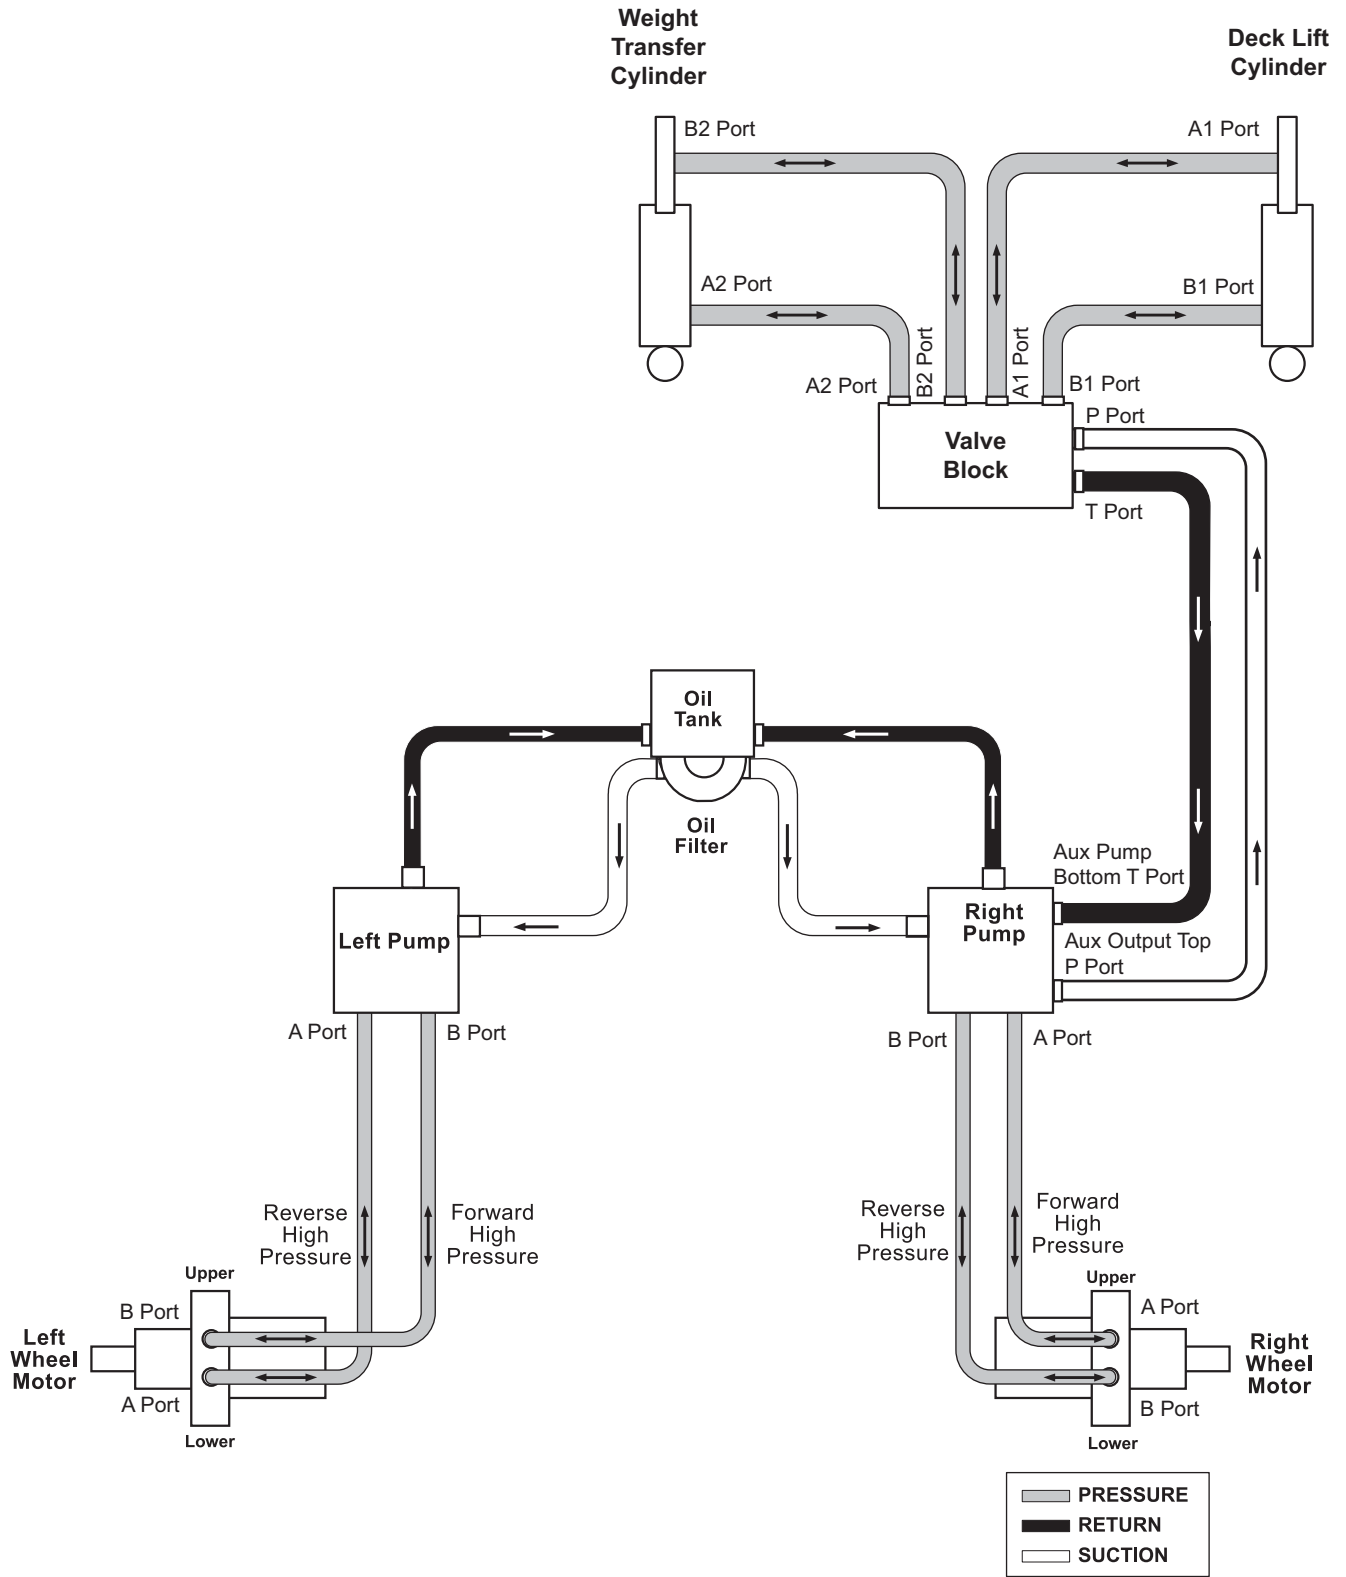 Weight
Transfer
Cylinder
Deck Lift
Cylinder
B2 Port
A1 Port
A2 Port
B1 Port
A2 Port
B2 Port
A1 Port
B1 Port
P Port
Valve
Block
T Port
Oil
Tank
Oil
Filter
Aux Pump
Bottom T Port
Left Pump
Right
Pump
Aux Output Top
P Port
A Port
B Port
B Port
A Port
Reverse
High
Pressure
Forward
High
Pressure
Reverse
High
Pressure
Forward
High
Pressure
Upper
B Port
Left
Wheel
Motor
A Port
Lower
Upper
A Port
Right
Wheel
Motor
B Port
Lower
PRESSURE
RETURN
SUCTION